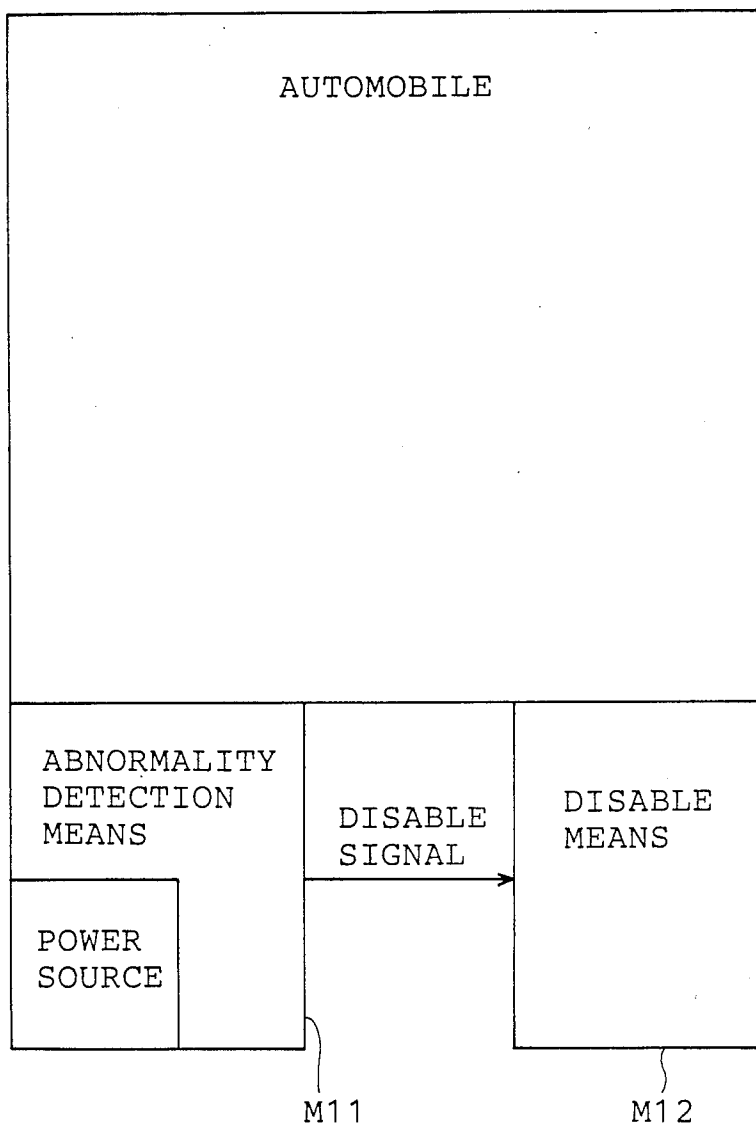 AUTOMOBILE
ABNORMALITY
DETECTION
MEANS
POWER
SOURCE
DISABLE
SIGNAL
DISABLE
MEANS
M11
M12